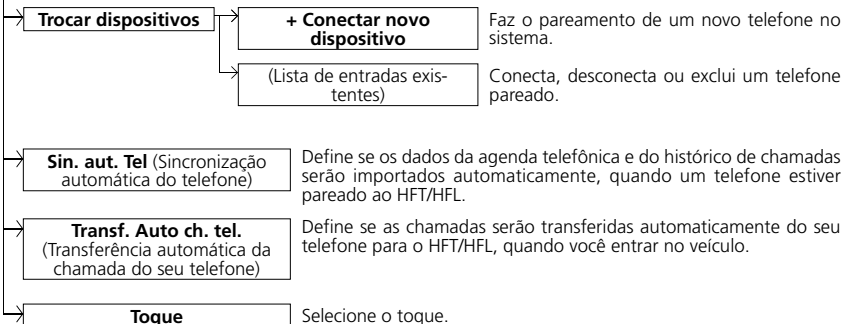 Trocar dispositivos
+ Conectar novo
dispositivo
Faz o pareamento de um novo telefone no
sistema.
(Lista de entradas exis-
tentes)
Conecta, desconecta ou exclui um telefone
pareado.
Sin. aut. Tel (Sincronização
automática do telefone)
Define se os dados da agenda telefônica e do histórico de chamadas
serão importados automaticamente, quando um telefone estiver
pareado ao HFT/HFL.
Transf. Auto ch. tel.
(Transferência automática da
chamada do seu telefone)
Define se as chamadas serão transferidas automaticamente do seu
telefone para o HFT/HFL, quando você entrar no veículo.
Toque
Selecione o toque.